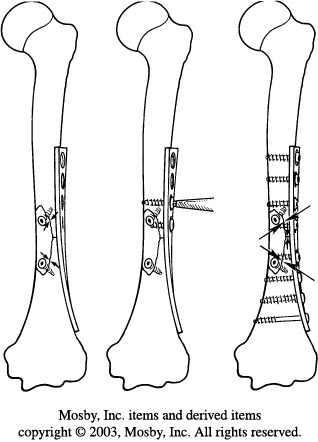 Mosby, Inc. items and derived items
copyright © 2003, Mosby, Inc. All rights reserved.